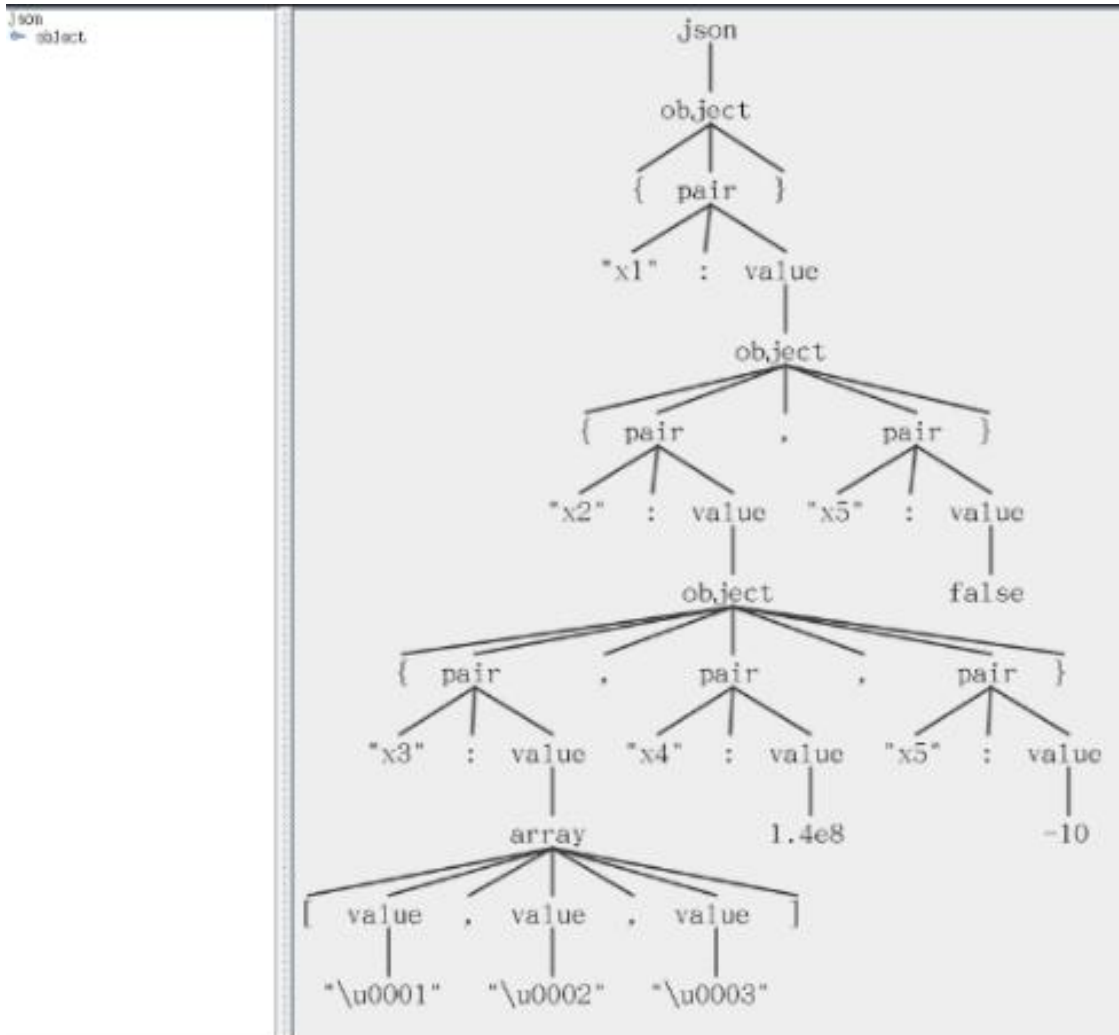 json
object
json
object
{ pair }
"x1" : value
object
{ pair , pair }
"x2" : value "x5" : value
object false
{ pair , pair , pair }
"x3" : value "x4" : value "x5" : value
array 1.4e8 -10
[ value , value , value ]
"\u0001" "\u0002" "\u0003"